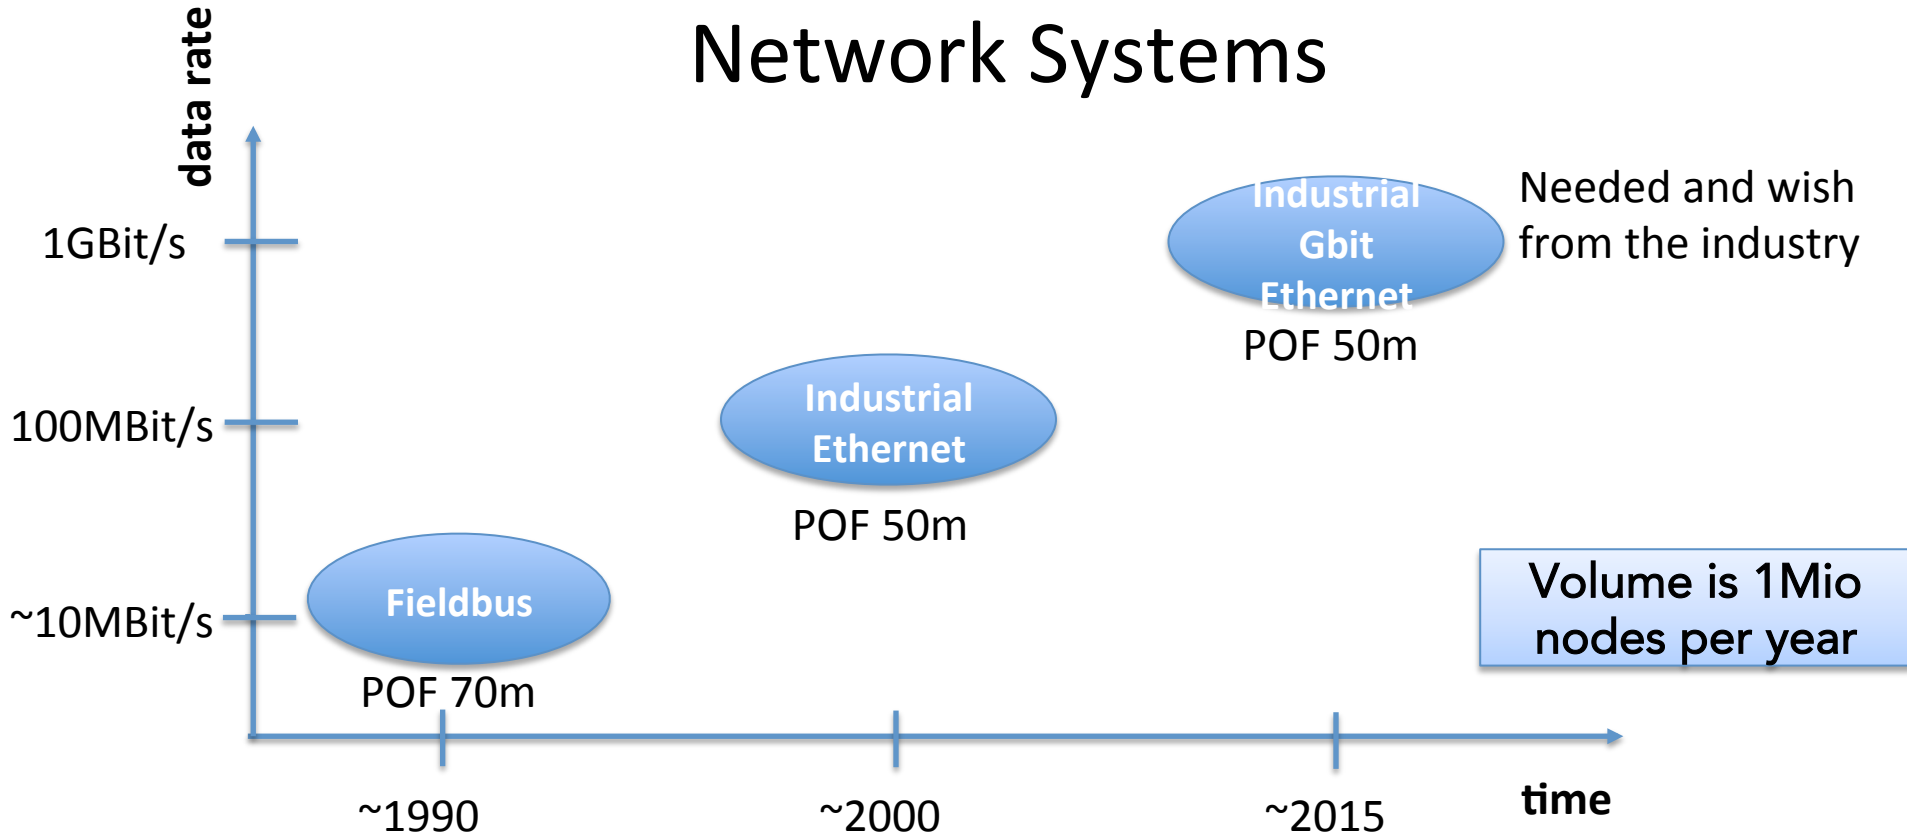 Network Systems
data rate
1GBit/s
Industrial
Gbit
Ethernet
Needed and wish
from the industry
POF 50m
100MBit/s
Industrial
Ethernet
POF 50m
~10MBit/s
Fieldbus
POF 70m
Volume is 1Mio
nodes per year
~1990
~2000
~2015
time